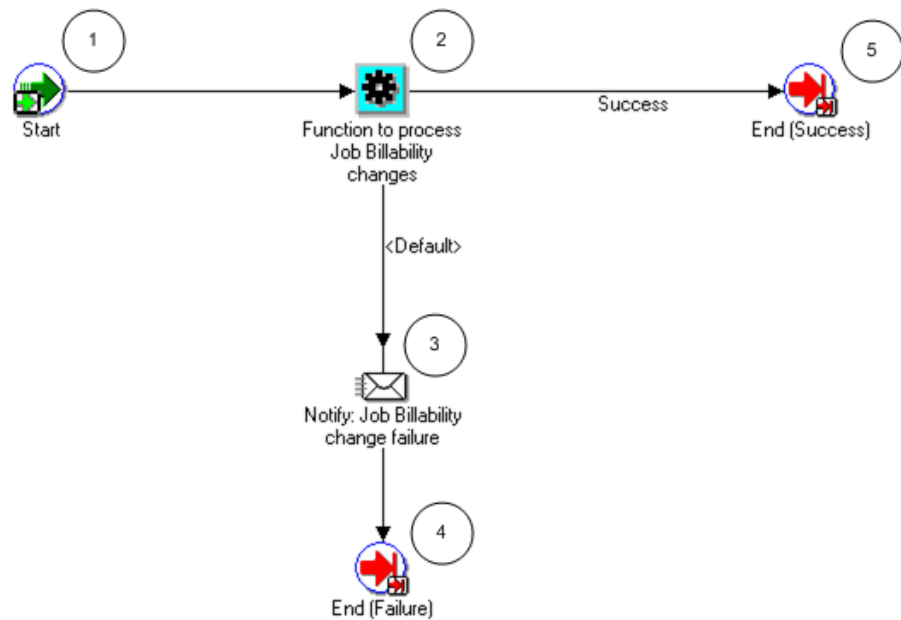 1
2
5
Start
Function to process
Job Billability
changes
Success
End (Success)
<Default>
3
Notify: Job Billability
change failure
4
End (Failure)